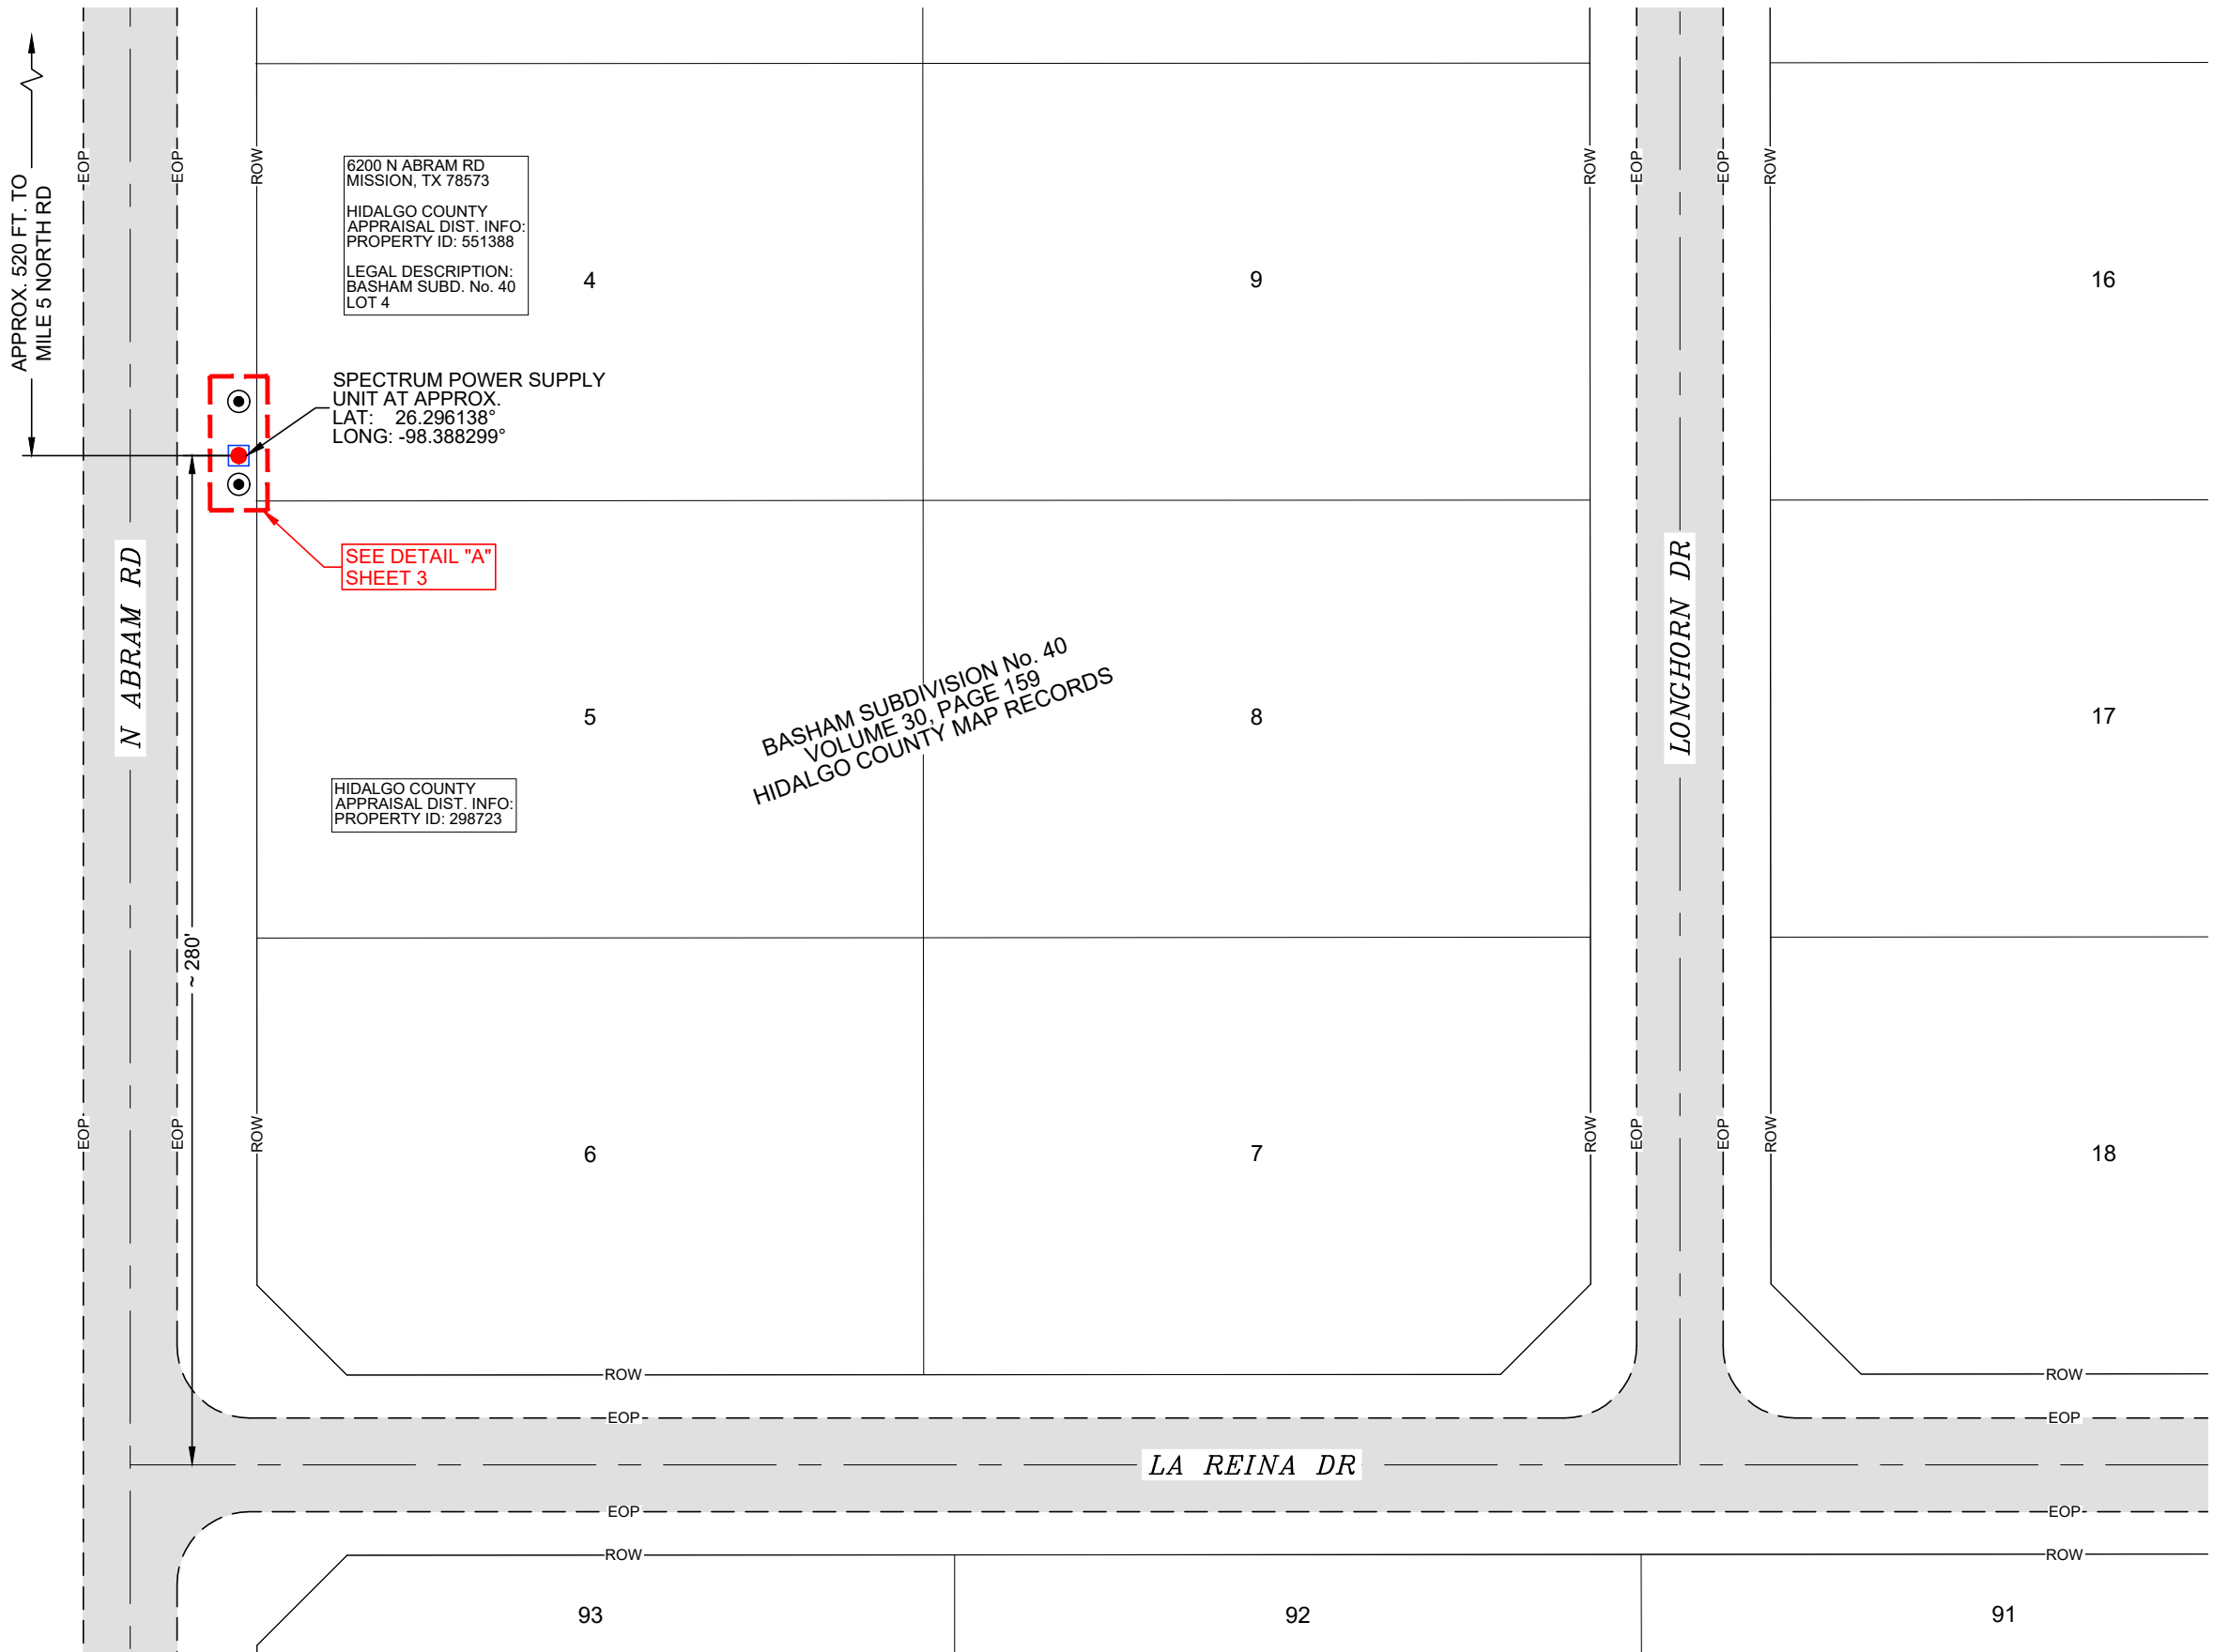 APPROX. 520 FT. TO
MILE 5 NORTH RD
EOP
EOP
ROW
ROW
EOP
EOP
ROW
6200 N ABRAM RD
MISSION, TX 78573
HIDALGO COUNTY
APPRAISAL DIST. INFO:
PROPERTY ID: 551388
LEGAL DESCRIPTION:
BASHAM SUBD. No. 40
LOT 4
4
9
16
SPECTRUM POWER SUPPLY
UNIT AT APPROX.
LAT: 26.296138°
LONG: -98.388299°
SEE DETAIL "A"
SHEET 3
N ABRAM RD
LONGHORN DR
5
BASHAM SUBDIVISION No. 40
VOLUME 30, PAGE 159
HIDALGO COUNTY MAP RECORDS
8
17
HIDALGO COUNTY
APPRAISAL DIST. INFO:
PROPERTY ID: 298723
~ 280'
EOP
EOP
ROW
ROW
EOP
EOP
ROW
6
7
18
ROW
ROW
EOP
EOP
LA REINA DR
EOP
EOP
ROW
ROW
93
92
91